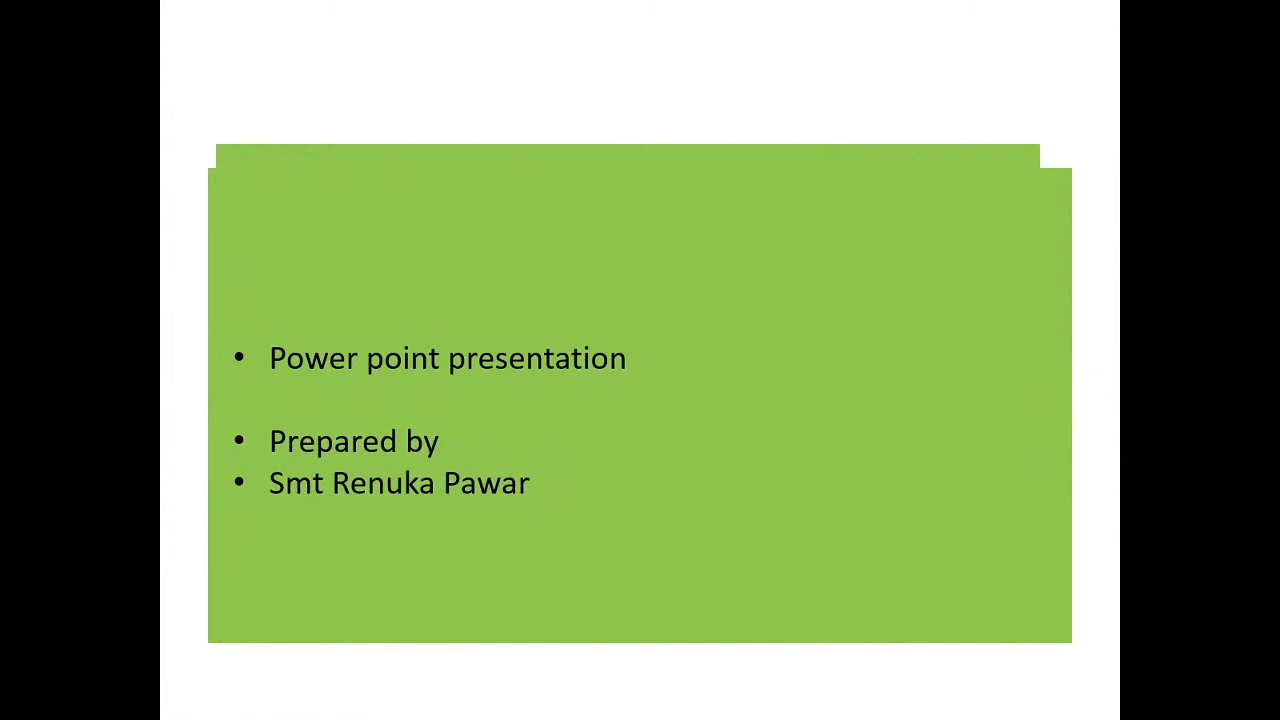 • Power point presentation
• Prepared by
• Smt Renuka Pawar